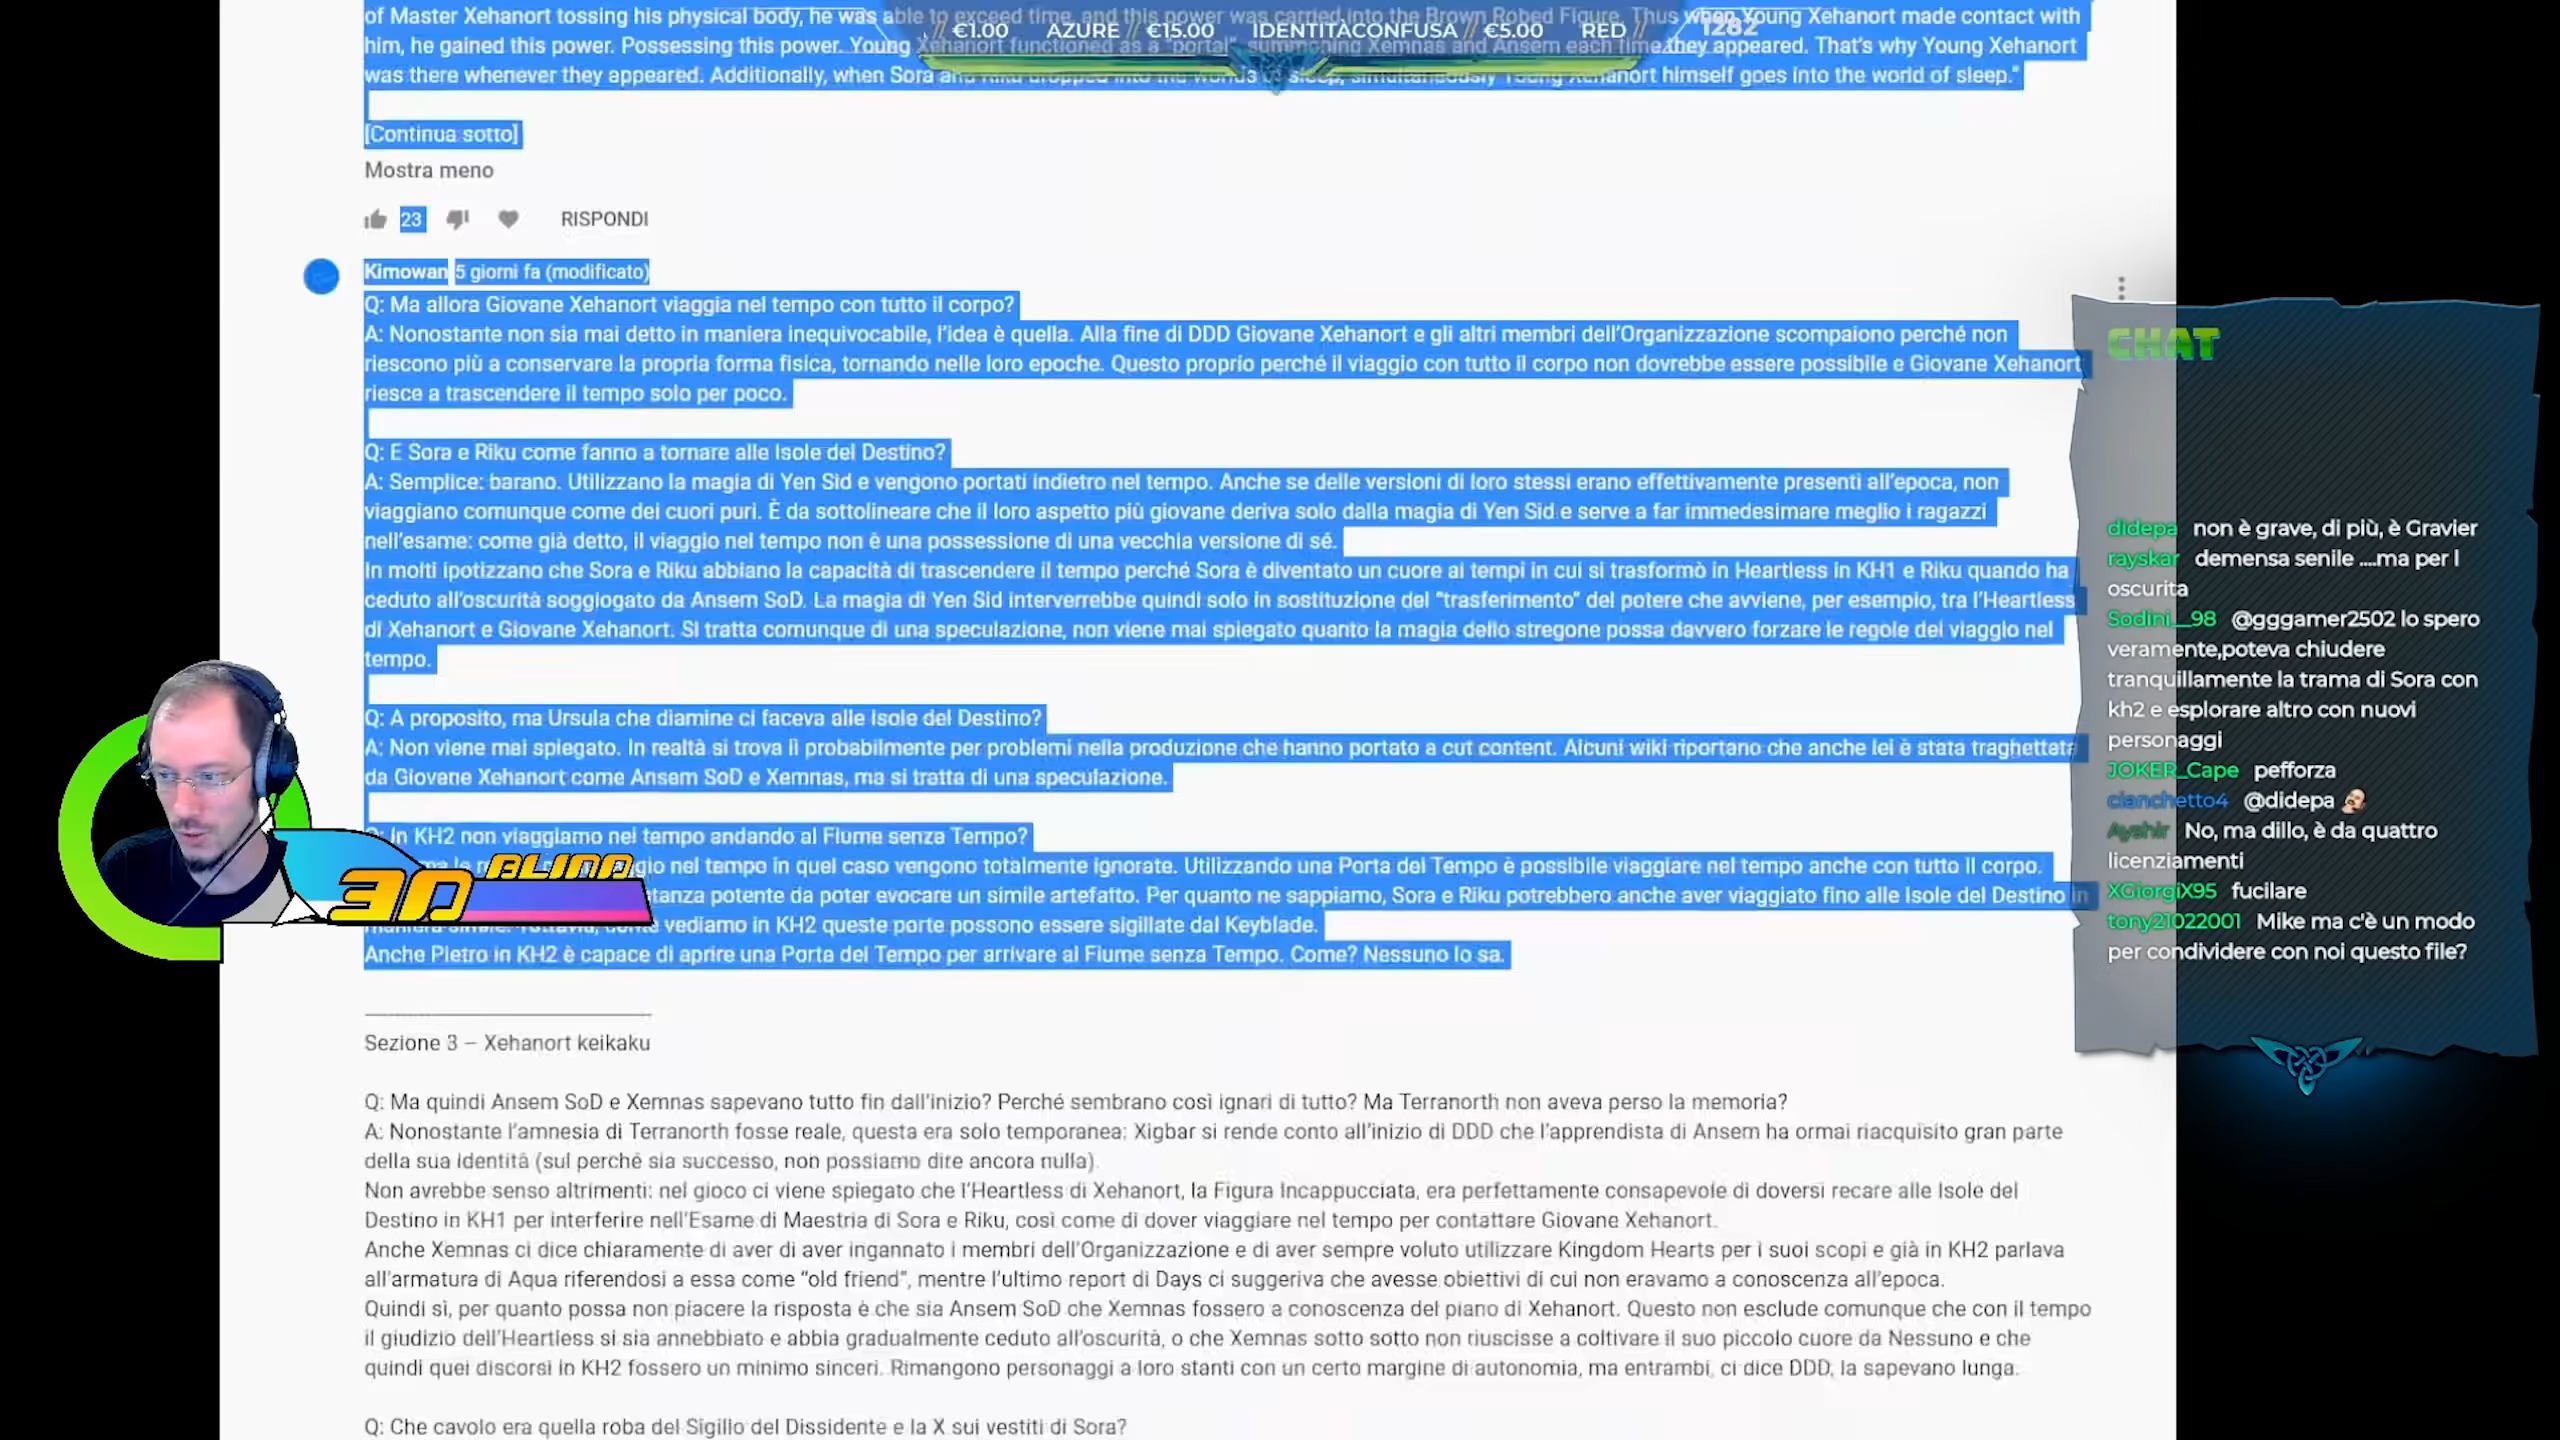 of Master Xehanort tossing his physical body, he was able to exceed time, and this power was carried into the Brown Robed Figure. Thus when Young Xehanort made contact with
him, he gained this power. Possessing this power. Young Xehanort functioned as a "portal", summoning Xemnas and Ansem each time they appeared. That's why Young Xehanort
was there whenever they appeared. Additionally, when Sora and Riku dropped into the worlds of sleep, simultaneously Young Xehanort himself goes into the world of sleep."
// €1.00 AZURE // €15.00 IDENTITÀCONFUSA // €5.00 RED //
1282
[Continua sotto]
Mostra meno
23 RISPONDI
Kimowan 5 giorni fa (modificato)
Q: Ma allora Giovane Xehanort viaggia nel tempo con tutto il corpo?
A: Nonostante non sia mai detto in maniera inequivocabile, l'idea è quella. Alla fine di DDD Giovane Xehanort e gli altri membri dell'Organizzazione scompaiono perché non
riescono più a conservare la propria forma fisica, tornando nelle loro epoche. Questo proprio perché il viaggio con tutto il corpo non dovrebbe essere possibile e Giovane Xehanort
riesce a trascendere il tempo solo per poco.
Q: E Sora e Riku come fanno a tornare alle Isole del Destino?
A: Semplice: barano. Utilizzano la magia di Yen Sid e vengono portati indietro nel tempo. Anche se delle versioni di loro stessi erano effettivamente presenti all'epoca, non
viaggiano comunque come dei cuori puri. È da sottolineare che il loro aspetto più giovane deriva solo dalla magia di Yen Sid e serve a far immedesimare meglio i ragazzi
nell'esame: come già detto, il viaggio nel tempo non è una possessione di una vecchia versione di sé.
In molti ipotizzano che Sora e Riku abbiano la capacità di trascendere il tempo perché Sora è diventato un cuore ai tempi in cui si trasformò in Heartless in KH1 e Riku quando ha
ceduto all'oscurità soggiogato da Ansem SoD. La magia di Yen Sid interverrebbe quindi solo in sostituzione del "trasferimento" del potere che avviene, per esempio, tra l'Heartless
di Xehanort e Giovane Xehanort. Si tratta comunque di una speculazione, non viene mai spiegato quanto la magia dello stregone possa davvero forzare le regole del viaggio nel
tempo.
Q: A proposito, ma Ursula che diamine ci faceva alle Isole del Destino?
A: Non viene mai spiegato. In realtà si trova lì probabilmente per problemi nella produzione che hanno portato a cut content. Alcuni wiki riportano che anche lei è stata traghettata
da Giovane Xehanort come Ansem SoD e Xemnas, ma si tratta di una speculazione.
Q: In KH2 non viaggiamo nel tempo andando al Fiume senza Tempo?
ma le nel tempo in quel caso vengono totalmente ignorate. Utilizzando una Porta del Tempo è possibile viaggiare nel tempo anche con tutto il corpo.
potente da poter evocare un simile artefatto. Per quanto ne sappiamo, Sora e Riku potrebbero anche aver viaggiato fino alle Isole del Destino in
vediamo in KH2 queste porte possono essere sigillate dal Keyblade.
Anche Pietro in KH2 è capace di aprire una Porta del Tempo per arrivare al Fiume senza Tempo. Come? Nessuno lo sa.
Sezione 3 – Xehanort keikaku
Q: Ma quindi Ansem SoD e Xemnas sapevano tutto fin dall'inizio? Perché sembrano così ignari di tutto? Ma Terranorth non aveva perso la memoria?
A: Nonostante l'amnesia di Terranorth fosse reale, questa era solo temporanea: Xigbar si rende conto all'inizio di DDD che l'apprendista di Ansem ha ormai riacquisito gran parte
della sua identità (sul perché sia successo, non possiamo dire ancora nulla).
Non avrebbe senso altrimenti: nel gioco ci viene spiegato che l'Heartless di Xehanort, la Figura Incappucciata, era perfettamente consapevole di doversi recare alle Isole del
Destino in KH1 per interferire nell'Esame di Maestria di Sora e Riku, così come di dover viaggiare nel tempo per contattare Giovane Xehanort.
Anche Xemnas ci dice chiaramente di aver di aver ingannato i membri dell'Organizzazione e di aver sempre voluto utilizzare Kingdom Hearts per i suoi scopi e già in KH2 parlava
all'armatura di Aqua riferendosi a essa come “old friend”, mentre l'ultimo report di Days ci suggeriva che avesse obiettivi di cui non eravamo a conoscenza all'epoca.
Quindi sì, per quanto possa non piacere la risposta è che sia Ansem SoD che Xemnas fossero a conoscenza del piano di Xehanort. Questo non esclude comunque che con il tempo
il giudizio dell'Heartless si sia annebbiato e abbia gradualmente ceduto all'oscurità, o che Xemnas sotto sotto non riuscisse a coltivare il suo piccolo cuore da Nessuno e che
quindi quei discorsi in KH2 fossero un minimo sinceri. Rimangono personaggi a loro stanti con un certo margine di autonomia, ma entrambi, ci dice DDD, la sapevano lunga.
Q: Che cavolo era quella roba del Sigillo del Dissidente e la X sui vestiti di Sora?
BLIND
3D
CHAT
didepa non è grave, di più, è Gravier
rayskar demensa senile ....ma per l
oscurita
Sodini__98 @gggamer2502 lo spero
veramente,poteva chiudere
tranquillamente la trama di Sora con
kh2 e esplorare altro con nuovi
personaggi
JOKER_Cape pefforza
cianchetto4 @didepa
Ayshir No, ma dillo, è da quattro
licenziamenti
XGiorgiX95 fucilare
tony21022001 Mike ma c'è un modo
per condividere con noi questo file?